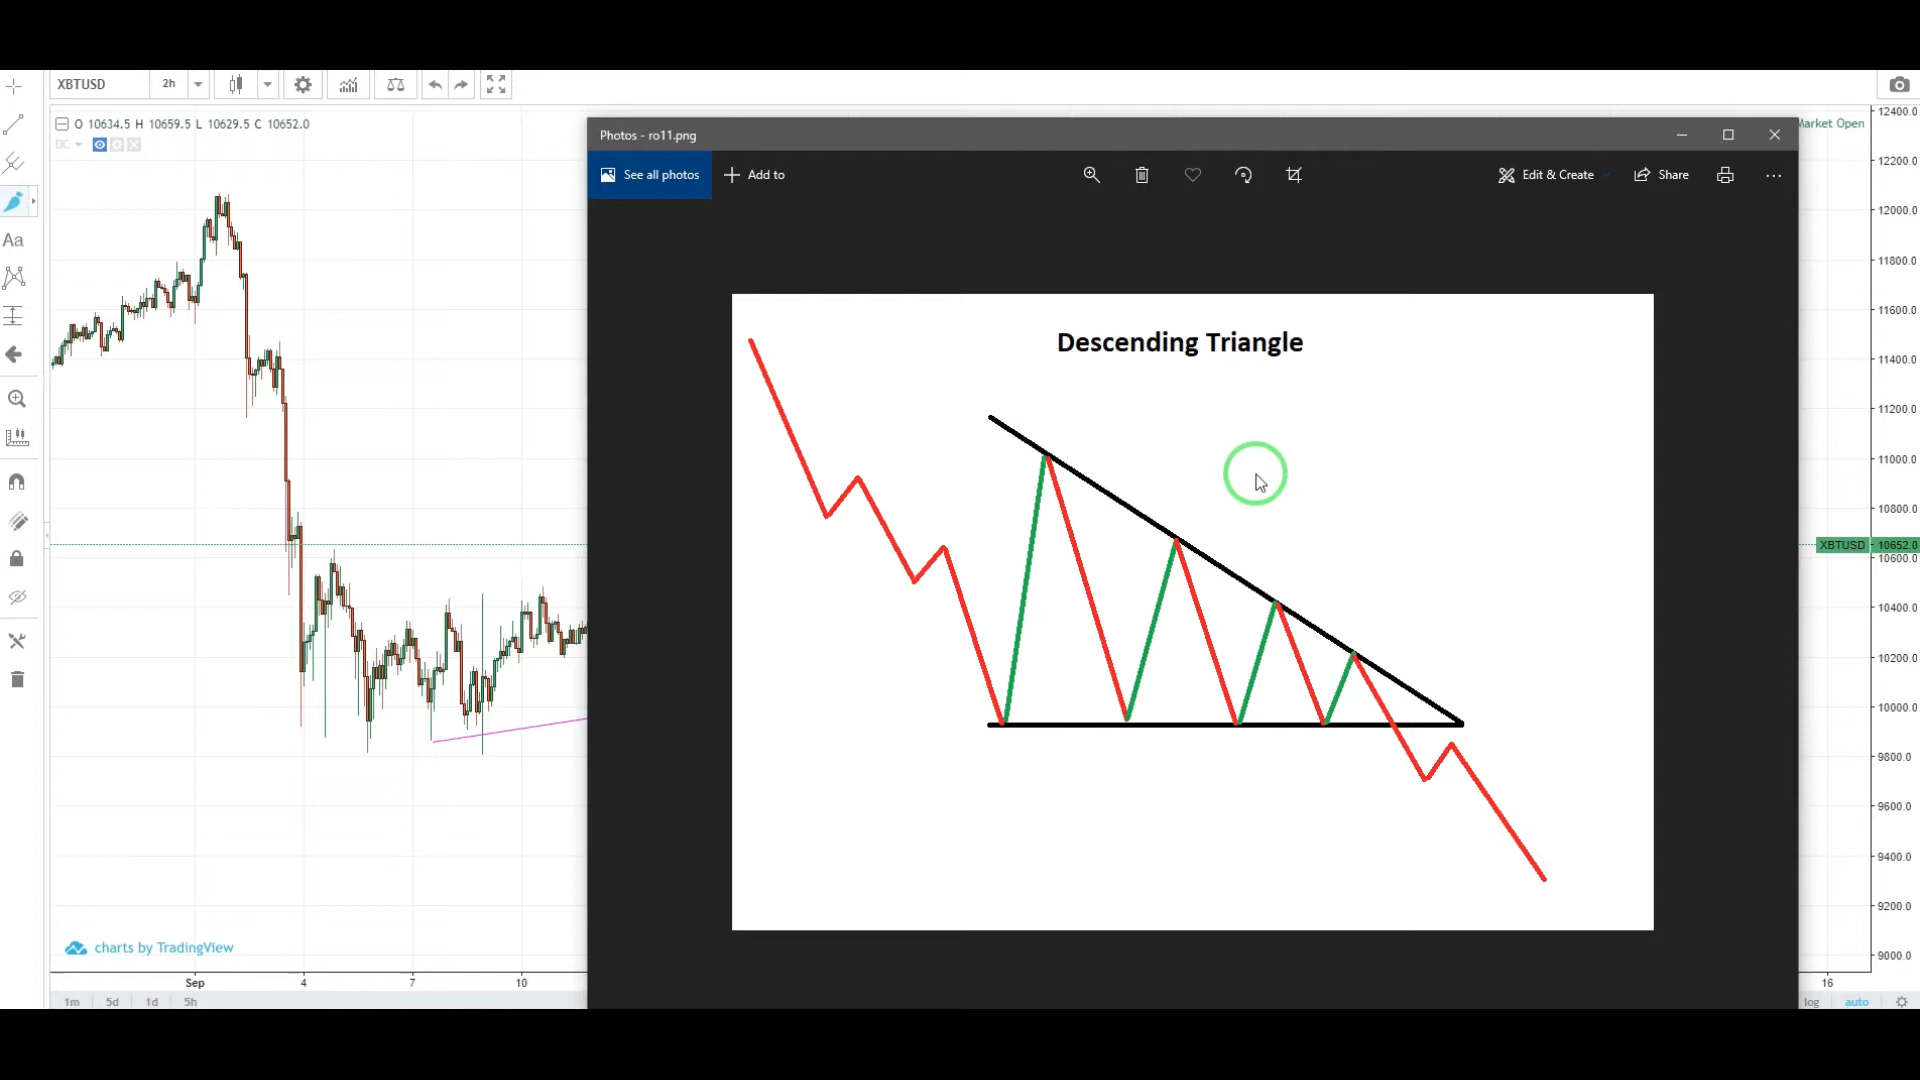 XBTUSD 2h
O 10634.5 H 10659.5 L 10629.5 C 10652.0
DC
Aa
Photos - ro11.png
See all photos
Add to
Edit & Create
Share
Descending Triangle
Market Open
12400.0
12200.0
12000.0
11800.0
11600.0
11400.0
11200.0
11000.0
10800.0
XBTUSD 10652.0
10600.0
10400.0
10200.0
10000.0
9800.0
9600.0
9400.0
9200.0
9000.0
charts by TradingView
Sep 4 7 10 16
1m 5d 1d 5h
log auto